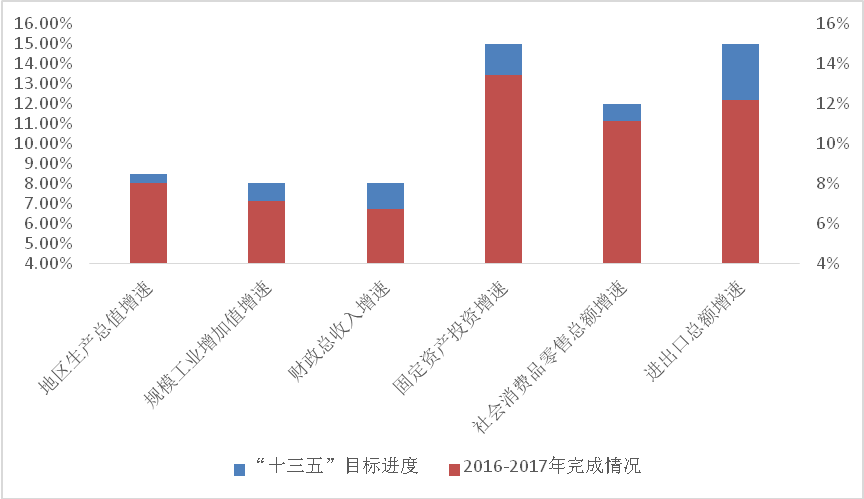 16.00%
15.00%
14.00%
13.00%
12.00%
11.00%
10.00%
9.00%
8.00%
7.00%
6.00%
5.00%
4.00%
16%
14%
12%
10%
8%
6%
4%
地区生产总值增速
规模工业增加值增速
财政总收入增速
固定资产投资增速
社会消费品零售总额增速
进出口总额增速
“十三五”目标进度
2016-2017年完成情况